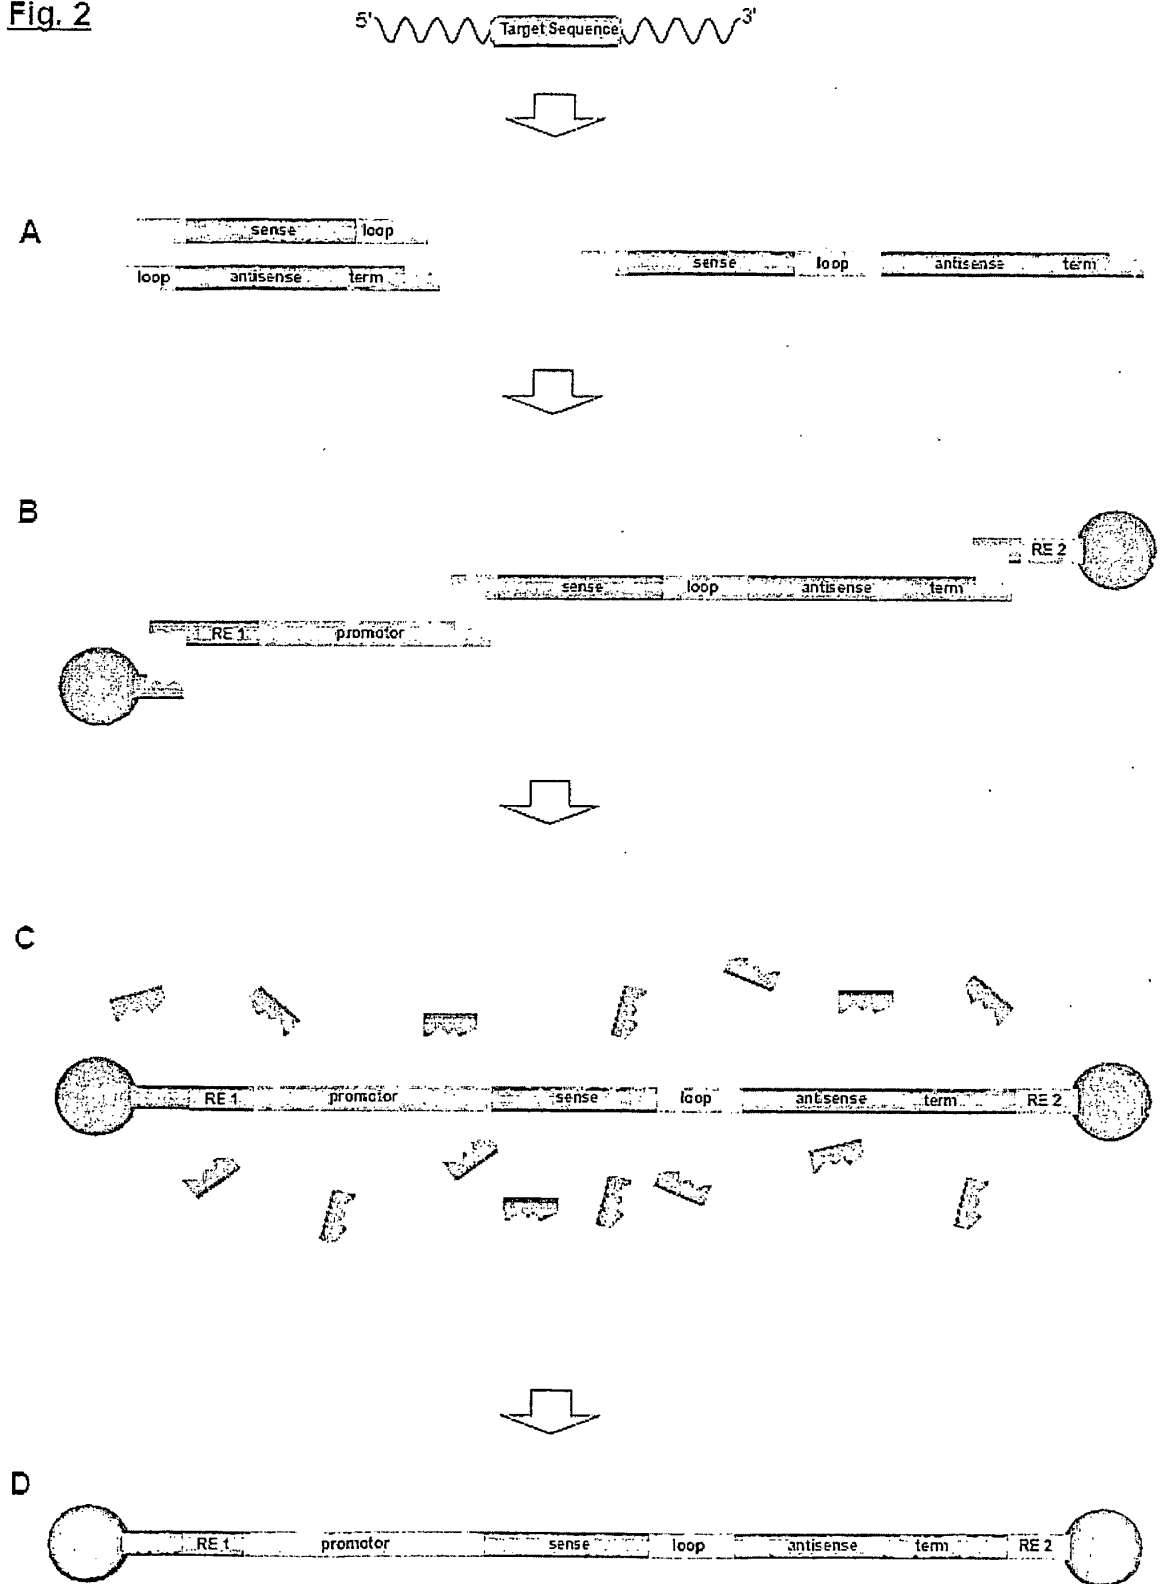 Fig. 2
5' Target Sequence 3'
A
sense loop
loop antisense term
sense loop antisense term
B
RE 2
sense loop antisense term
RE 1 promotor
C
RE 1 promotor sense loop antisense term RE 2
D
RE 1 promotor sense loop antisense term RE 2